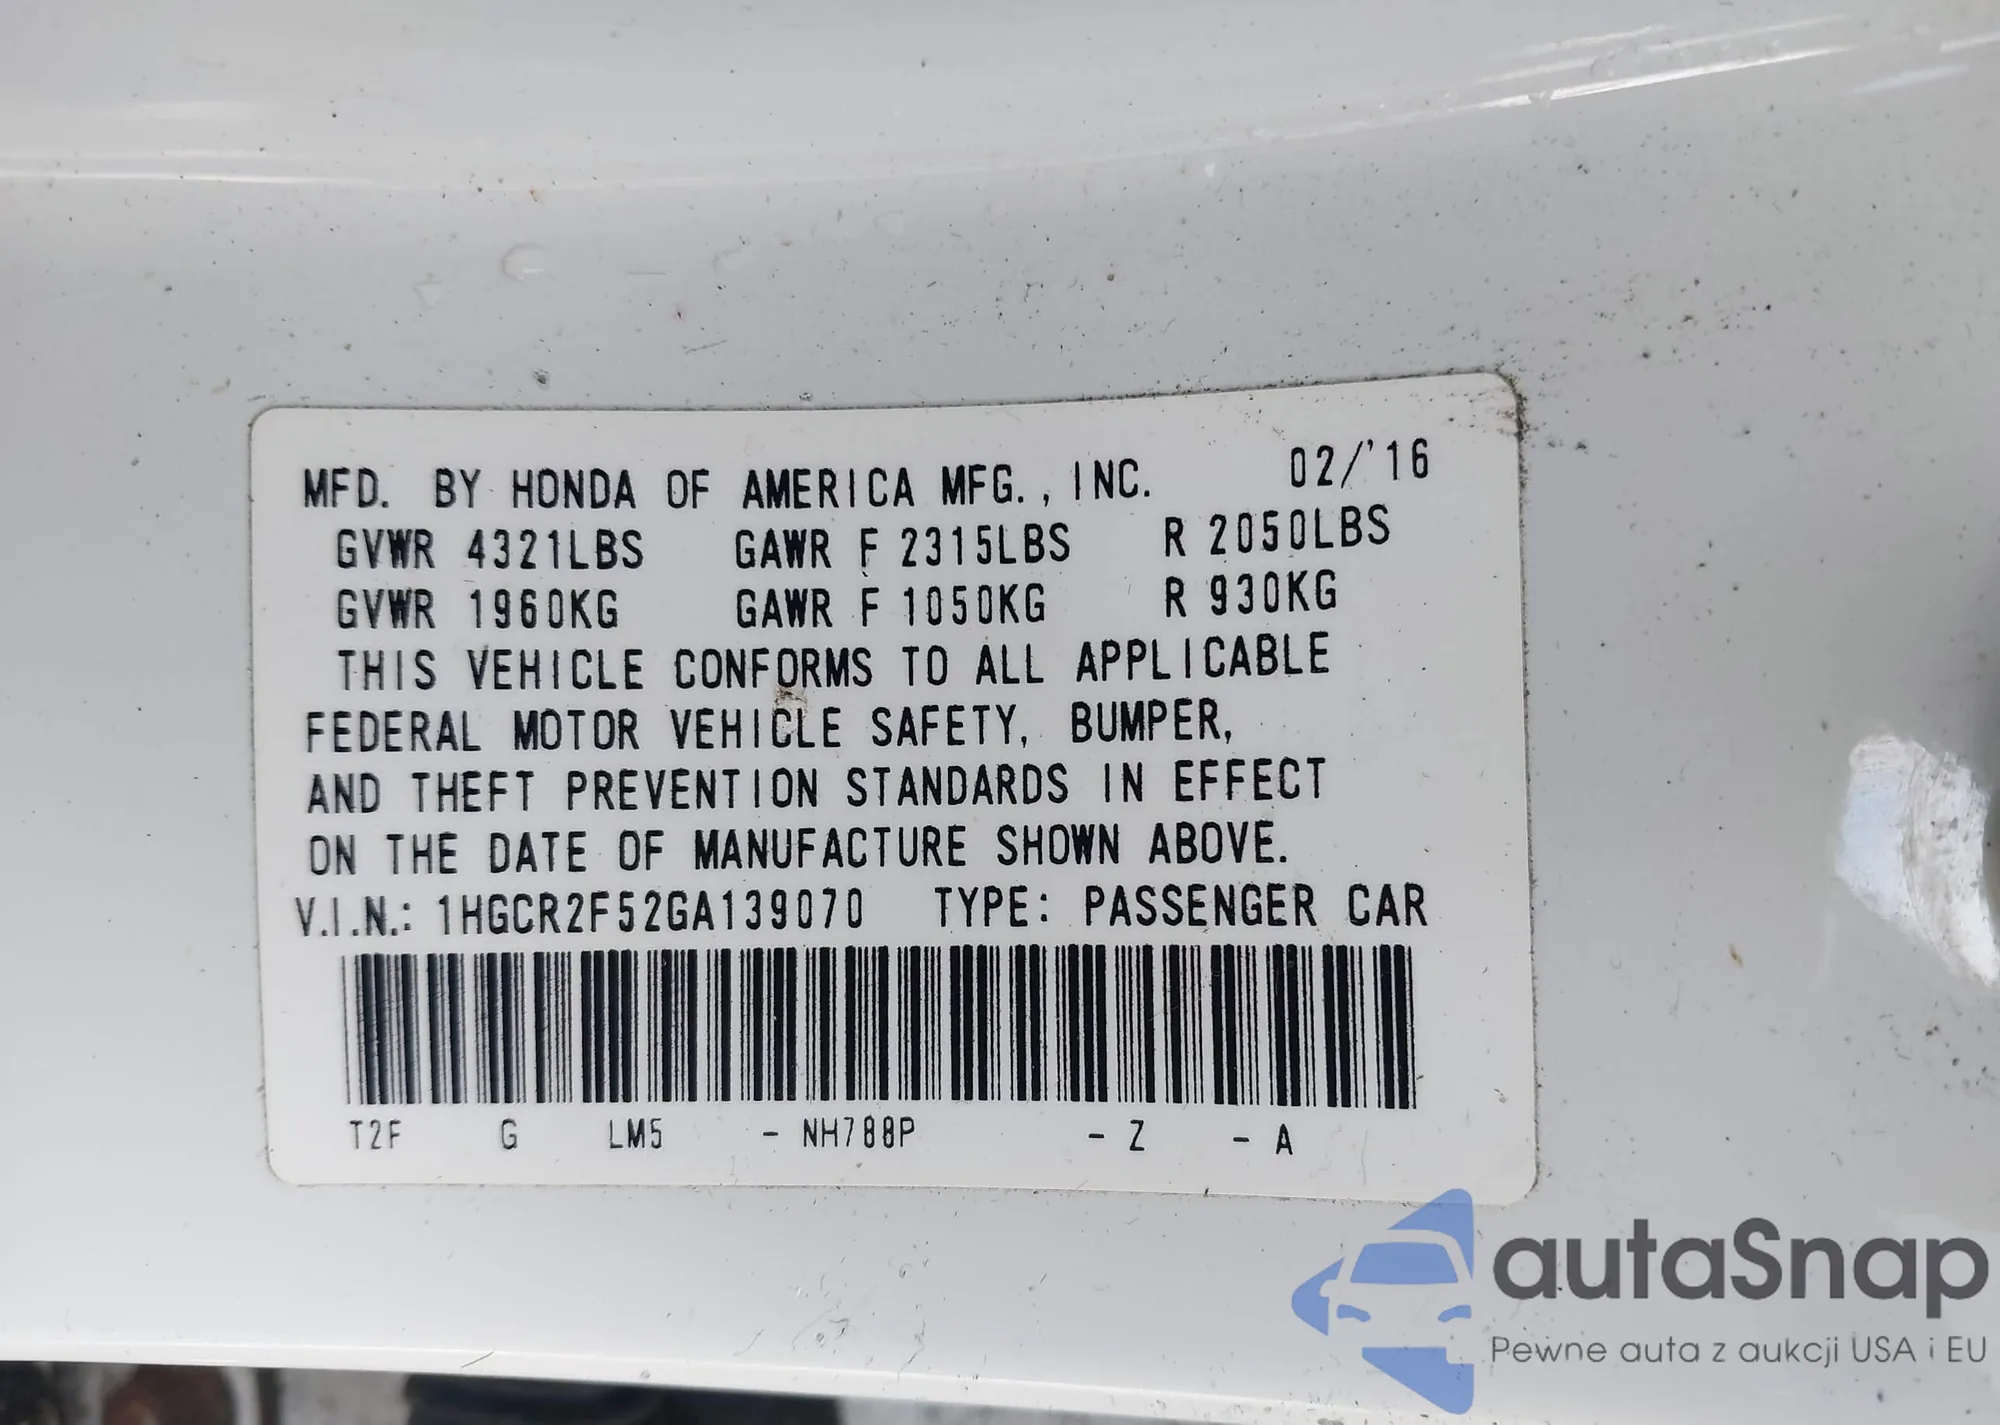 MFD. BY HONDA OF AMERICA MFG., INC. 02/'16
GVWR 4321LBS GAWR F 2315LBS R 2050LBS
GVWR 1960KG GAWR F 1050KG R 930KG
THIS VEHICLE CONFORMS TO ALL APPLICABLE
FEDERAL MOTOR VEHICLE SAFETY, BUMPER,
AND THEFT PREVENTION STANDARDS IN EFFECT
ON THE DATE OF MANUFACTURE SHOWN ABOVE.
V.I.N.: 1HGCR2F52GA139070 TYPE: PASSENGER CAR
T2F G LM5 - NH788P - Z - A
autaSnap
Pewne auta z aukcji USA i EU